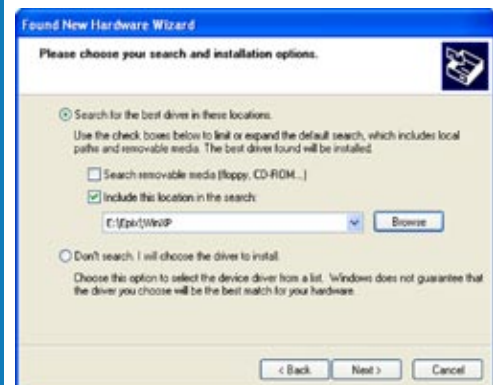 Found New Hardware Wizard
Please choose your search and installation options.
Search for the best driver in these locations.
Use the check boxes below to limit or expand the default search, which includes local
paths and removable media. The best driver found will be installed.
Search removable media (floppy, CD-ROM...)
Include this location in the search:
Browse
Don't search. I will choose the driver to install.
Choose this option to select the device driver from a list. Windows does not guarantee that
the driver you choose will be the best match for your hardware.
< Back
Next >
Cancel